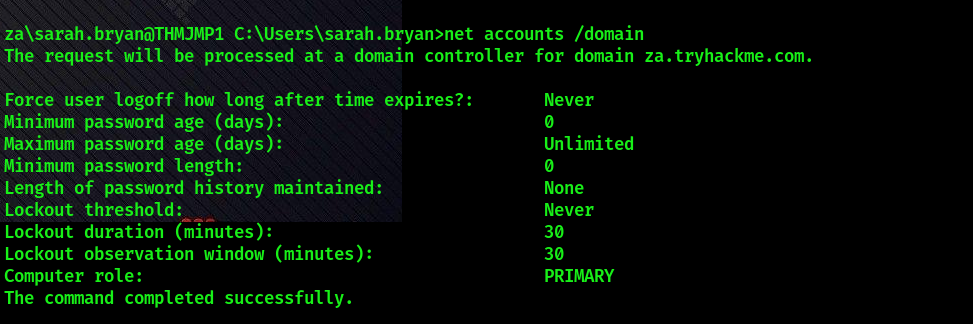 za\sarah.bryan@THMJMP1 C:\Users\sarah.bryan>net accounts /domain
The request will be processed at a domain controller for domain za.tryhackme.com.
Force user logoff how long after time expires?: Never
Minimum password age (days): 0
Maximum password age (days): Unlimited
Minimum password length: 0
Length of password history maintained: None
Lockout threshold: Never
Lockout duration (minutes): 30
Lockout observation window (minutes): 30
Computer role: PRIMARY
The command completed successfully.